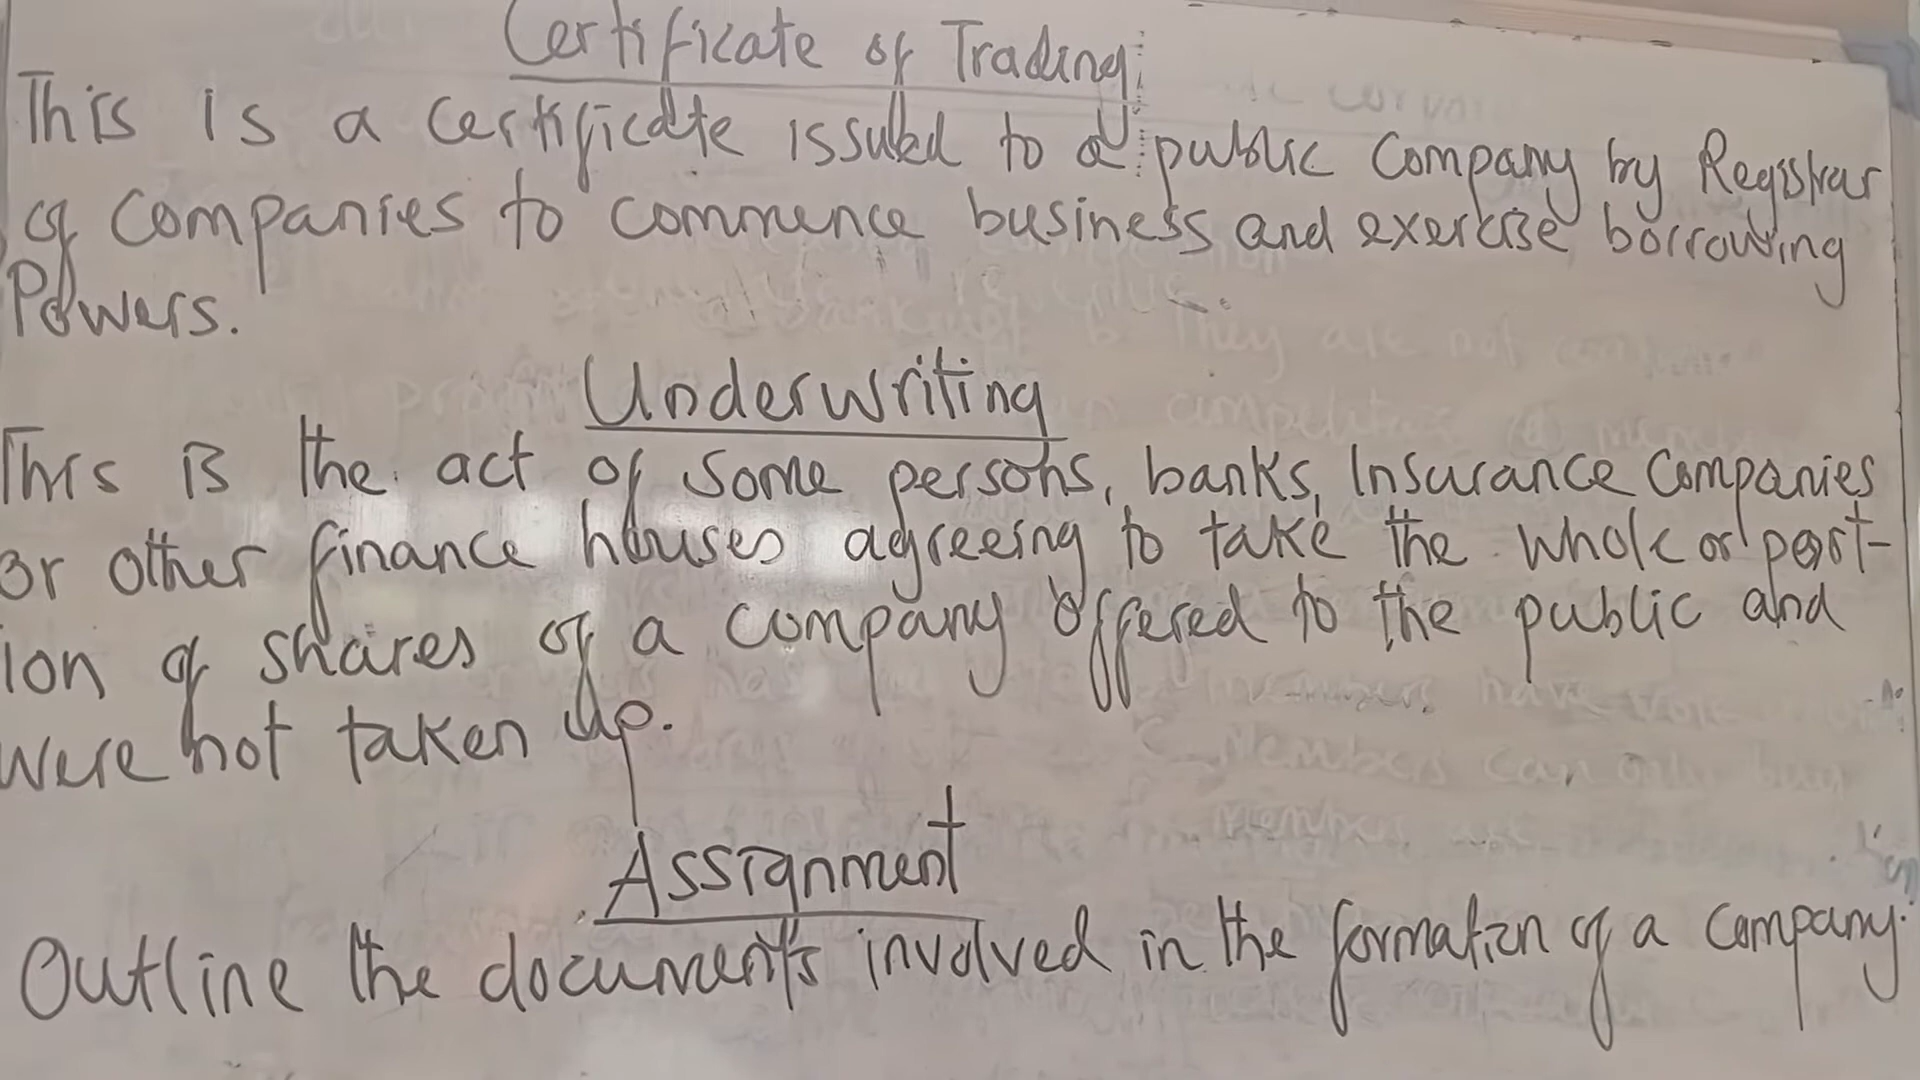 Certificate of Trading
This is a certificate issued to a public Company by Registrar
of Companies to commence business and exercise borrowing
Powers.
Underwriting
This is the act of some persons, banks, Insurance Companies
or other finance houses agreeing to take the whole or port-
ion of shares of a company offered to the public and
were not taken up.
Assignment
Outline the documents involved in the formation of a company.